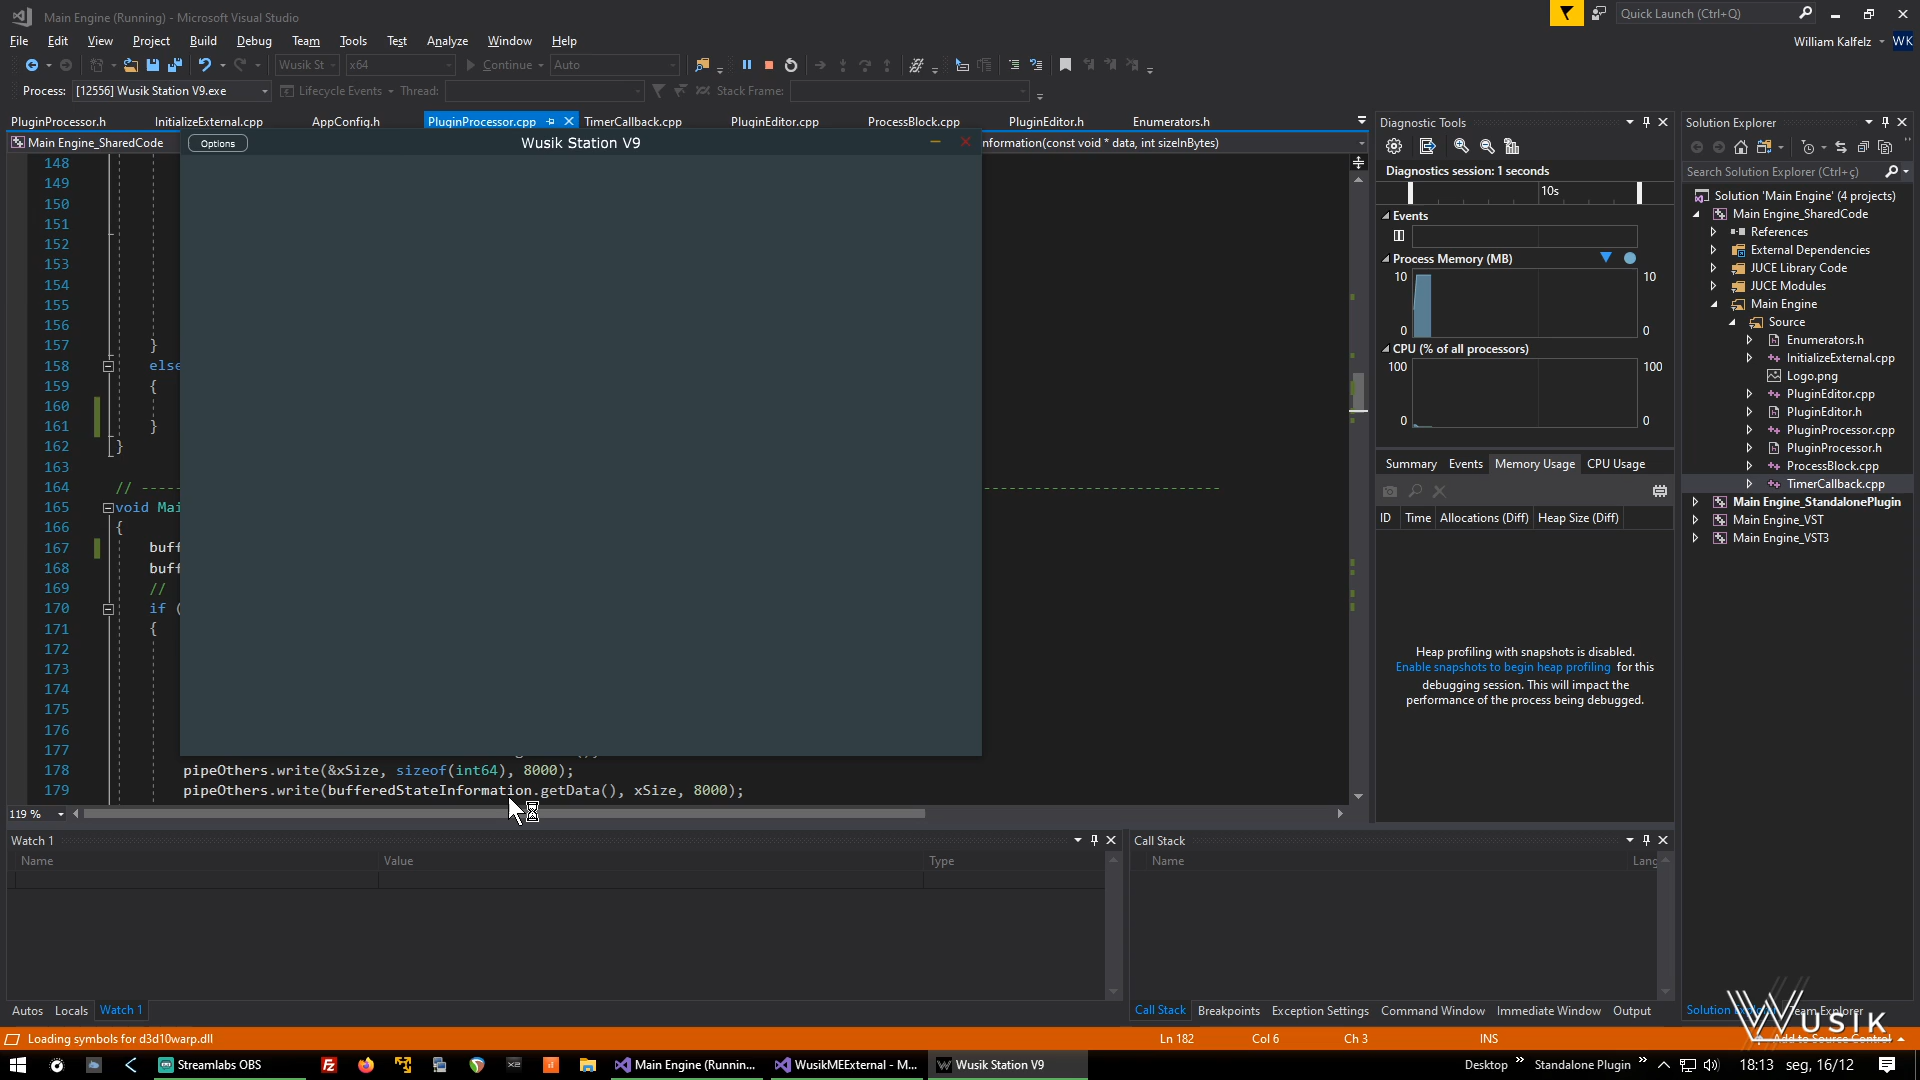 Main Engine (Running) - Microsoft Visual Studio
Quick Launch (Ctrl+Q)
File Edit View Project Build Debug Team Tools Test Analyze Window Help
William Kalfelz WK
Wusik St x64 Continue Auto
Process: [12556] Wusik Station V9.exe Lifecycle Events Thread: Stack Frame:
PluginProcessor.h InitializeExternal.cpp AppConfig.h PluginProcessor.cpp TimerCallback.cpp PluginEditor.cpp ProcessBlock.cpp PluginEditor.h Enumerators.h
Main Engine_SharedCode
Options Wusik Station V9
nformation(const void * data, int sizeInBytes)
148
149
150
151
152
153
154
155
156
157 }
158 else
159 {
160
161 }
162 }
163
164 // ----
165 void Mai
166 {
167 buff
168 buff
169 //
170 if (
171 {
172
173
174
175
176
177
178 pipeOthers.write(&xSize, sizeof(int64), 8000);
179 pipeOthers.write(bufferedStateInformation.getData(), xSize, 8000);
119 %
Diagnostic Tools
Diagnostics session: 1 seconds
10s
Events
Process Memory (MB)
10 10
0 0
CPU (% of all processors)
100 100
0 0
Summary Events Memory Usage CPU Usage
ID Time Allocations (Diff) Heap Size (Diff)
Heap profiling with snapshots is disabled.
Enable snapshots to begin heap profiling for this
debugging session. This will impact the
performance of the process being debugged.
Solution Explorer
Search Solution Explorer (Ctrl+ç)
Solution 'Main Engine' (4 projects)
Main Engine_SharedCode
References
External Dependencies
JUCE Library Code
JUCE Modules
Main Engine
Source
Enumerators.h
InitializeExternal.cpp
Logo.png
PluginEditor.cpp
PluginEditor.h
PluginProcessor.cpp
PluginProcessor.h
ProcessBlock.cpp
TimerCallback.cpp
Main Engine_StandalonePlugin
Main Engine_VST
Main Engine_VST3
Watch 1
Name Value Type
Call Stack
Name Lang
Autos Locals Watch 1
Call Stack Breakpoints Exception Settings Command Window Immediate Window Output
Solution Explorer Team Explorer
WUSIK
Loading symbols for d3d10warp.dll
Ln 182 Col 6 Ch 3 INS
Add to Source Control
Streamlabs OBS
Main Engine (Runnin...
WusikMEExternal - M...
Wusik Station V9
Desktop Standalone Plugin 18:13 seg, 16/12